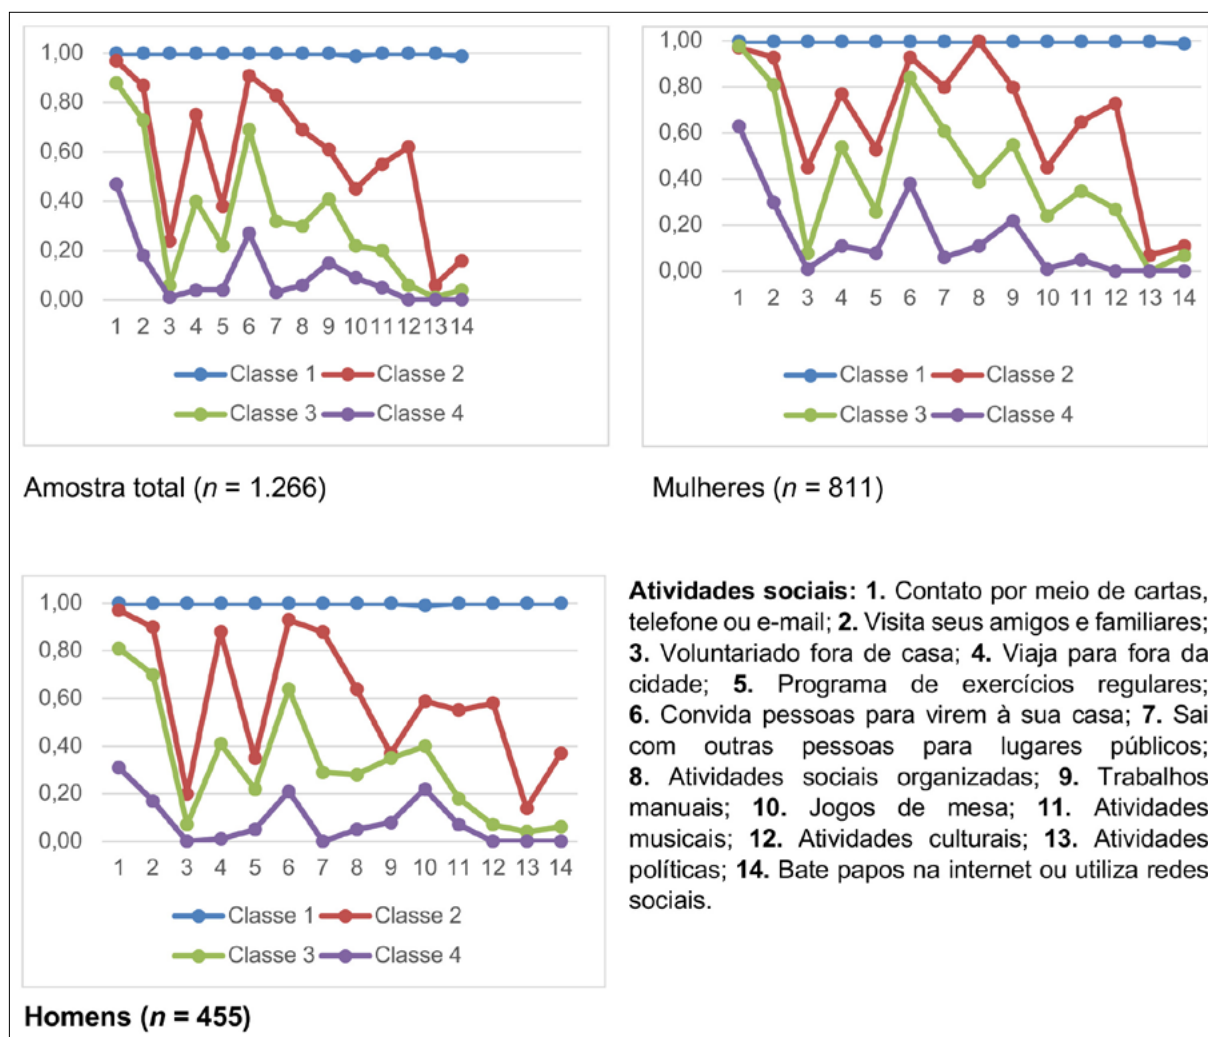 1,00
0,80
0,60
0,40
0,20
0,00
1 2 3 4 5 6 7 8 9 10 11 12 13 14
Classe 1 Classe 2
Classe 3 Classe 4
Amostra total (n = 1.266)
1,00
0,80
0,60
0,40
0,20
0,00
1 2 3 4 5 6 7 8 9 10 11 12 13 14
Classe 1 Classe 2
Classe 3 Classe 4
Mulheres (n = 811)
1,00
0,80
0,60
0,40
0,20
0,00
1 2 3 4 5 6 7 8 9 10 11 12 13 14
Classe 1 Classe 2
Classe 3 Classe 4
Homens (n = 455)
Atividades sociais: 1. Contato por meio de cartas,
telefone ou e-mail; 2. Visita seus amigos e familiares;
3. Voluntariado fora de casa; 4. Viaja para fora da
cidade; 5. Programa de exercícios regulares;
6. Convida pessoas para virem à sua casa; 7. Sai
com outras pessoas para lugares públicos;
8. Atividades sociais organizadas; 9. Trabalhos
manuais; 10. Jogos de mesa; 11. Atividades
musicais; 12. Atividades culturais; 13. Atividades
políticas; 14. Bate papos na internet ou utiliza redes
sociais.